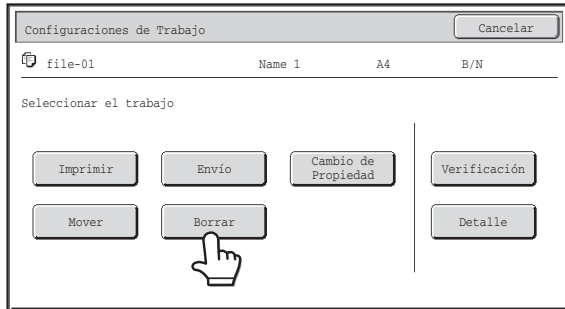 Configuraciones de Trabajo Cancelar
file-01 Name 1 A4 B/N
Seleccionar el trabajo
Imprimir Envío Cambio de Propiedad Verificación
Mover Borrar Detalle